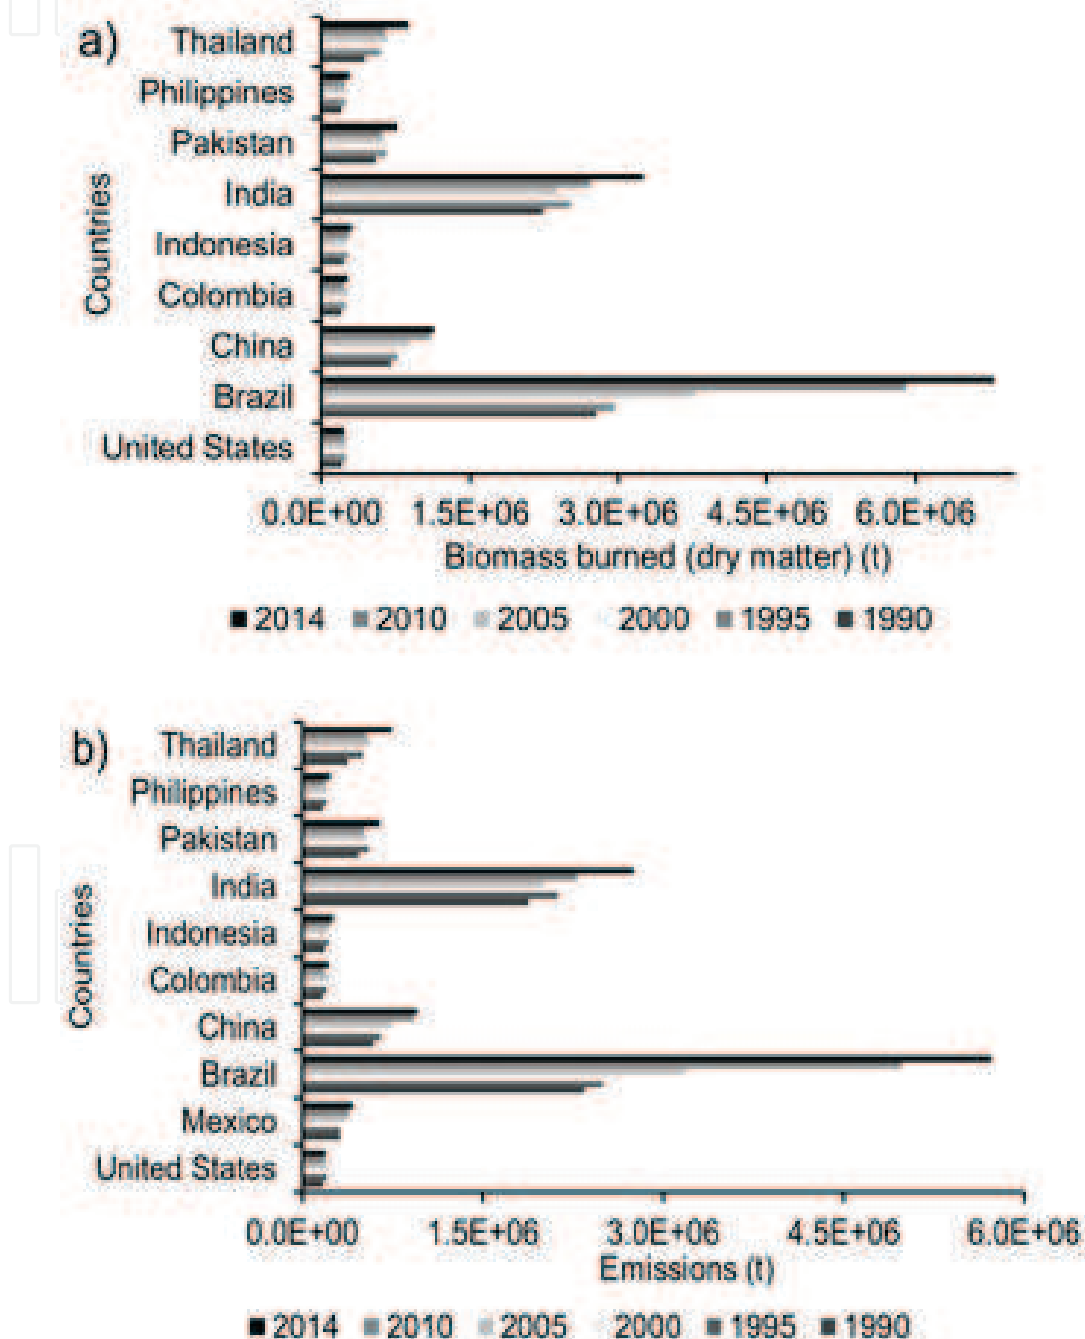 a)
Thailand
Philippines
Pakistan
India
Indonesia
Colombia
China
Brazil
United States
Countries
0.0E+00 1.5E+06 3.0E+06 4.5E+06 6.0E+06
Biomass burned (dry matter) (t)
2014 2010 2005 2000 1995 1990
b)
Thailand
Philippines
Pakistan
India
Indonesia
Colombia
China
Brazil
Mexico
United States
Countries
0.0E+00 1.5E+06 3.0E+06 4.5E+06 6.0E+06
Emissions (t)
2014 2010 2005 2000 1995 1990